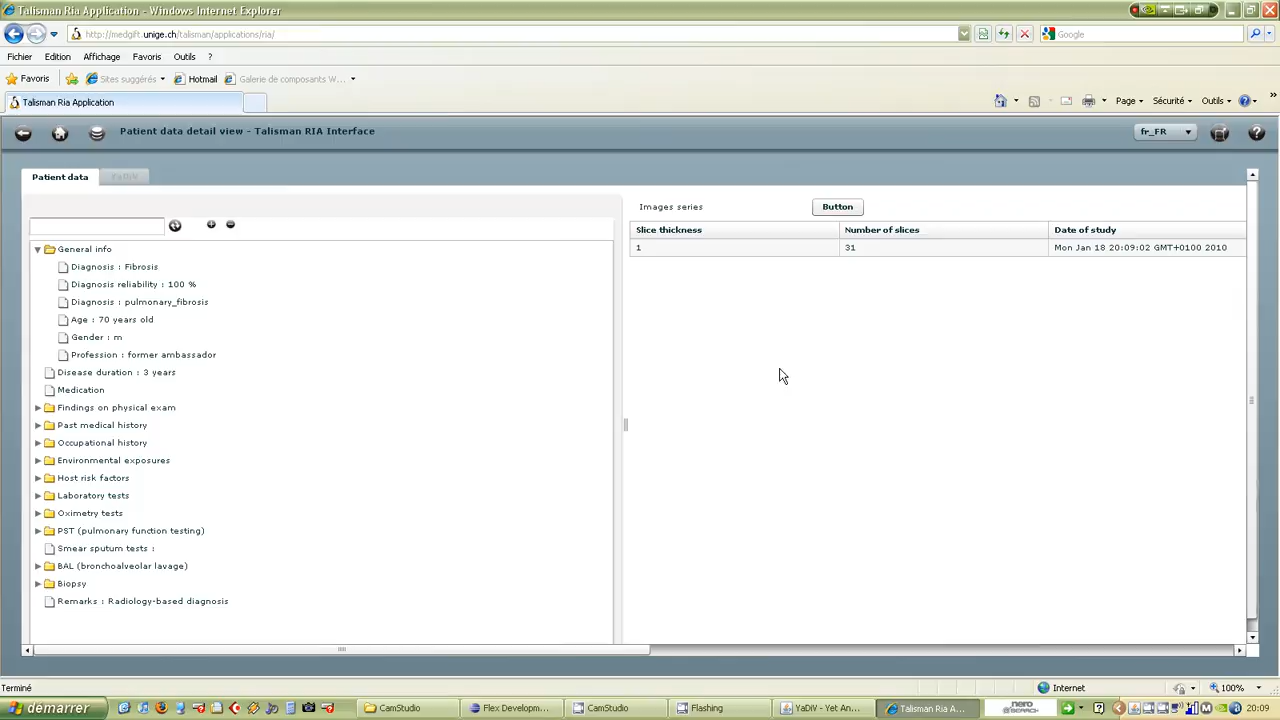 Talisman Ria Application - Windows Internet Explorer
http://medgift.unige.ch/talisman/applications/ria/
Google
Fichier Edition Affichage Favoris Outils ?
Favoris Sites suggérés Hotmail Galerie de composants W...
Talisman Ria Application
Page Sécurité Outils
Patient data detail view - Talisman RIA Interface
fr_FR
Patient data
Images series
Button
Slice thickness Number of slices Date of study
1 31 Mon Jan 18 20:09:02 GMT+0100 2010
General info
Diagnosis : Fibrosis
Diagnosis reliability : 100 %
Diagnosis : pulmonary_fibrosis
Age : 70 years old
Gender : m
Profession : former ambassador
Disease duration : 3 years
Medication
Findings on physical exam
Past medical history
Occupational history
Environmental exposures
Host risk factors
Laboratory tests
Oximetry tests
PST (pulmonary function testing)
Smear sputum tests :
BAL (bronchoalveolar lavage)
Biopsy
Remarks : Radiology-based diagnosis
Terminé
Internet
100%
démarrer
CamStudio
Flex Developm...
CamStudio
Flashing
YaDiV - Yet An...
Talisman Ria A...
nero
SEARCH
20:09